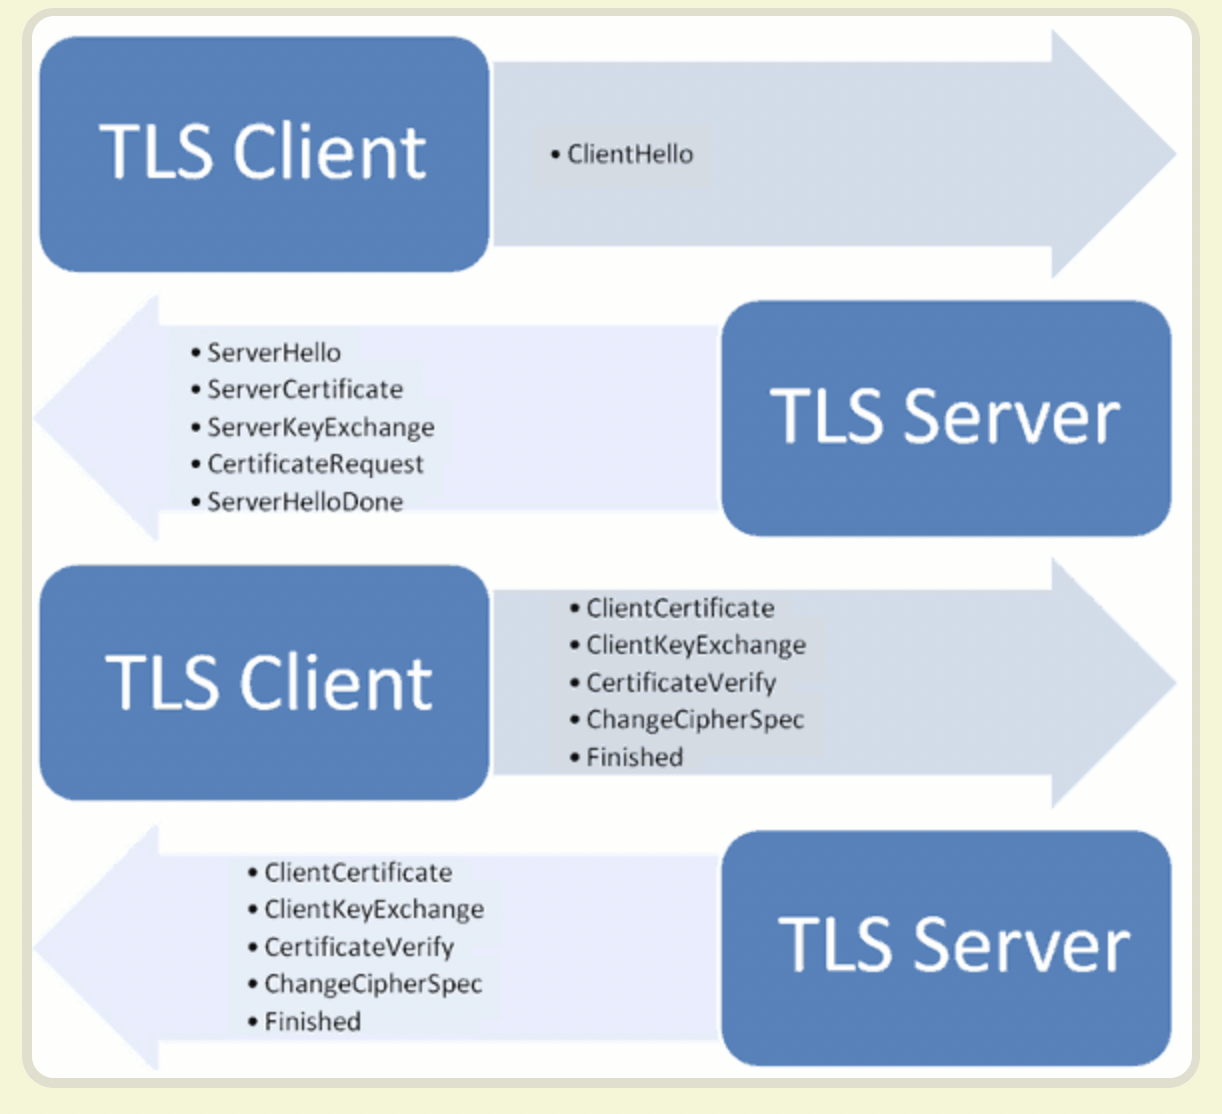 TLS Client
• ClientHello
• ServerHello
• ServerCertificate
• ServerKeyExchange
• CertificateRequest
• ServerHelloDone
TLS Server
TLS Client
• ClientCertificate
• ClientKeyExchange
• CertificateVerify
• ChangeCipherSpec
• Finished
• ClientCertificate
• ClientKeyExchange
• CertificateVerify
• ChangeCipherSpec
• Finished
TLS Server